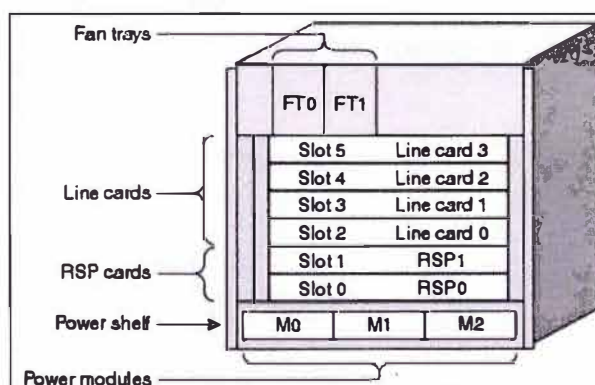 Fan trays
FT0 FT1
Slot 5 Line card 3
Slot 4 Line card 2
Line cards
Slot 3 Line card 1
Slot 2 Line card 0
Slot 1 RSP1
RSP cards
Slot 0 RSP0
Power shelf
M0 M1 M2
Power modules